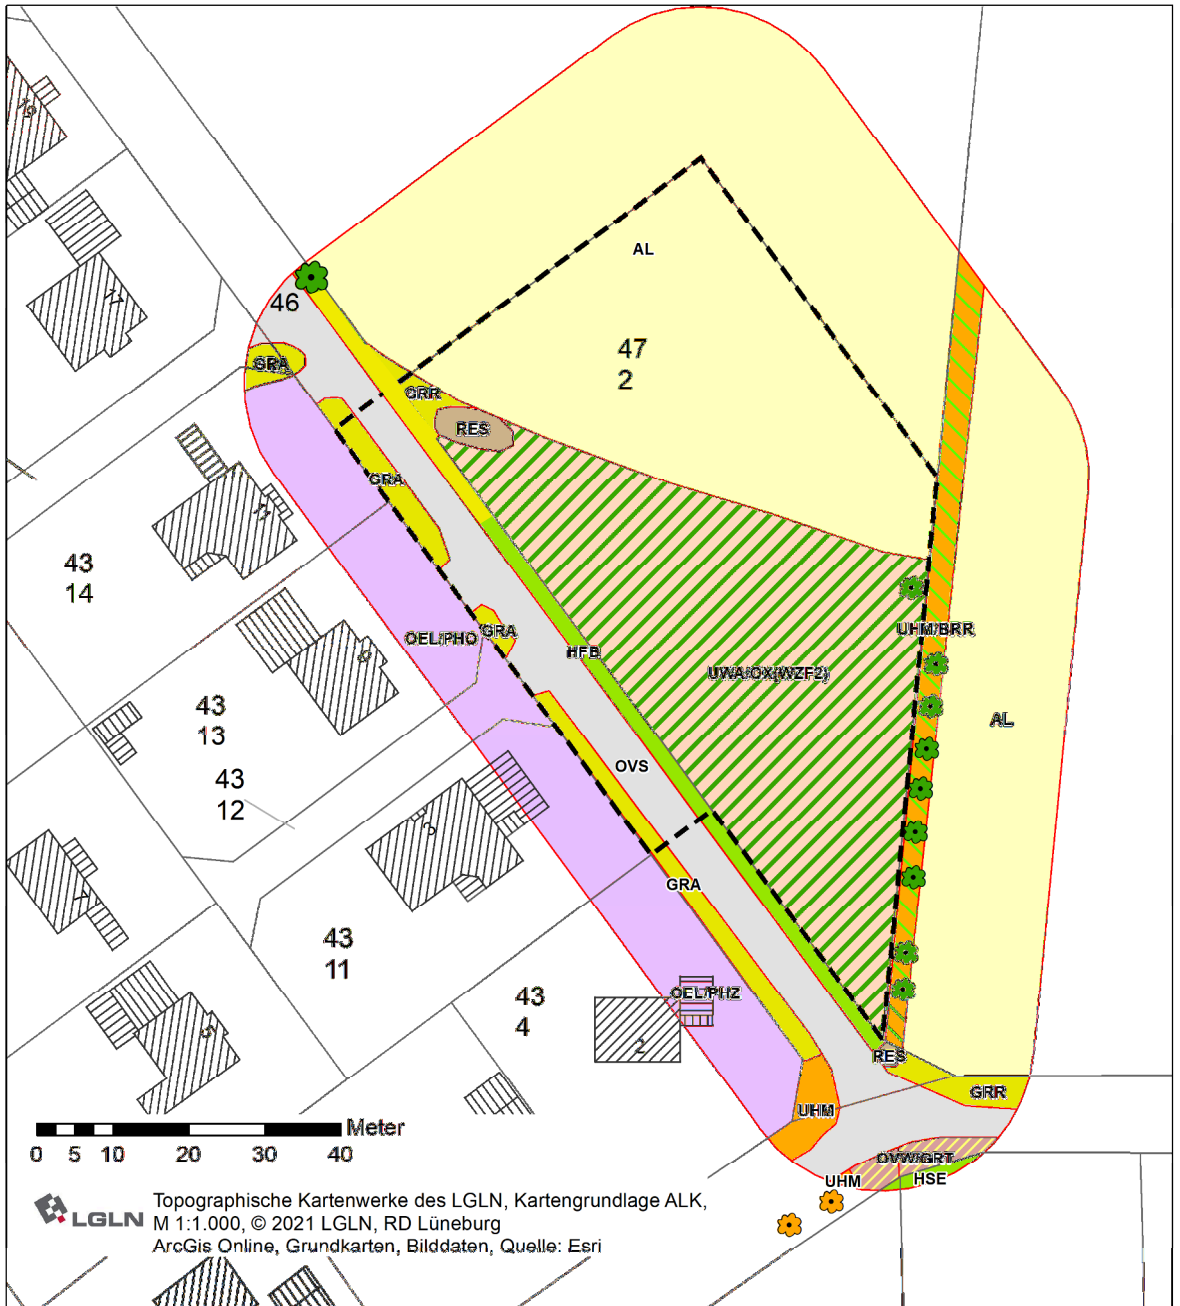 AL
46
47
2
GRA
GRR
RES
GRA
43
14
OEL/PHO
GRA
HFB
UHM/BRR
UWA/OX(WZF2)
43
13
AL
43
12
OVS
GRA
43
11
43
4
OEL/PHZ
2
RES
GRR
UHM
Meter
0 5 10 20 30 40
OVW/GRT
UHM
HSE
LGLN
Topographische Kartenwerke des LGLN, Kartengrundlage ALK,
M 1:1.000, © 2021 LGLN, RD Lüneburg
ArcGis Online, Grundkarten, Bilddaten, Quelle: Esri